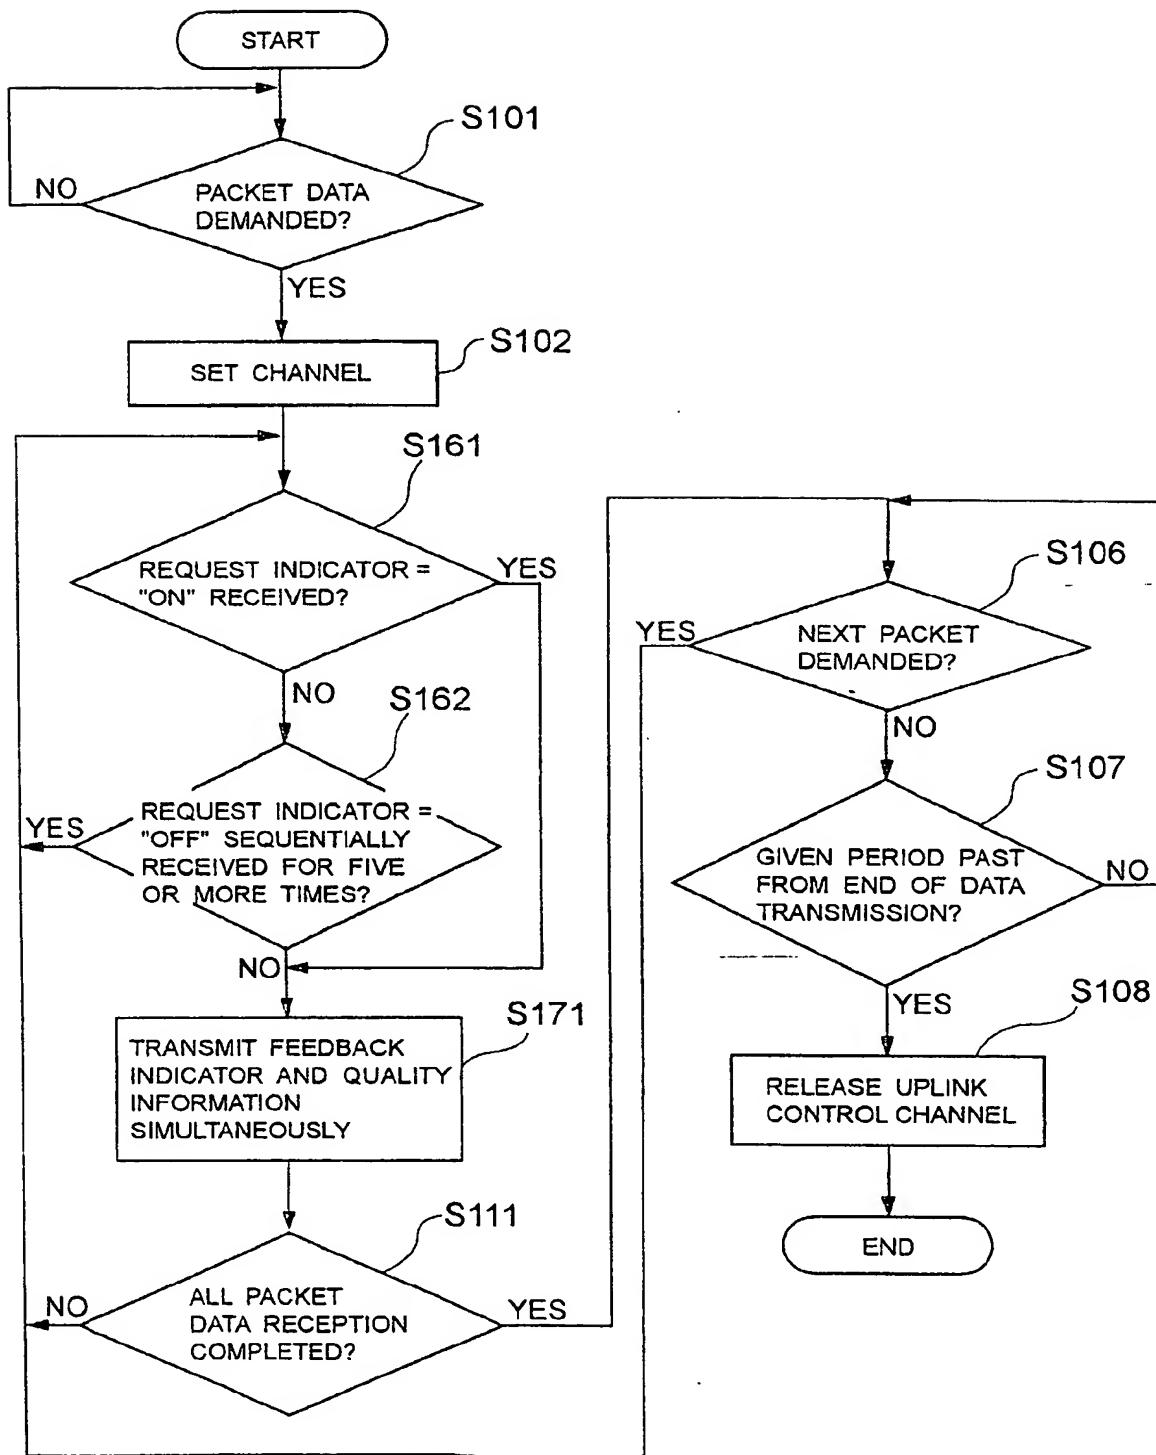 START
S101
NO
PACKET DATA
DEMANDED?
YES
S102
SET CHANNEL
S161
REQUEST INDICATOR =
"ON" RECEIVED?
YES
NO
S162
YES
REQUEST INDICATOR =
"OFF" SEQUENTIALLY
RECEIVED FOR FIVE
OR MORE TIMES?
NO
S171
TRANSMIT FEEDBACK
INDICATOR AND QUALITY
INFORMATION
SIMULTANEOUSLY
S111
NO
ALL PACKET
DATA RECEPTION
COMPLETED?
YES
S106
YES
NEXT PACKET
DEMANDED?
NO
S107
GIVEN PERIOD PAST
FROM END OF DATA
TRANSMISSION?
NO
YES
S108
RELEASE UPLINK
CONTROL CHANNEL
END